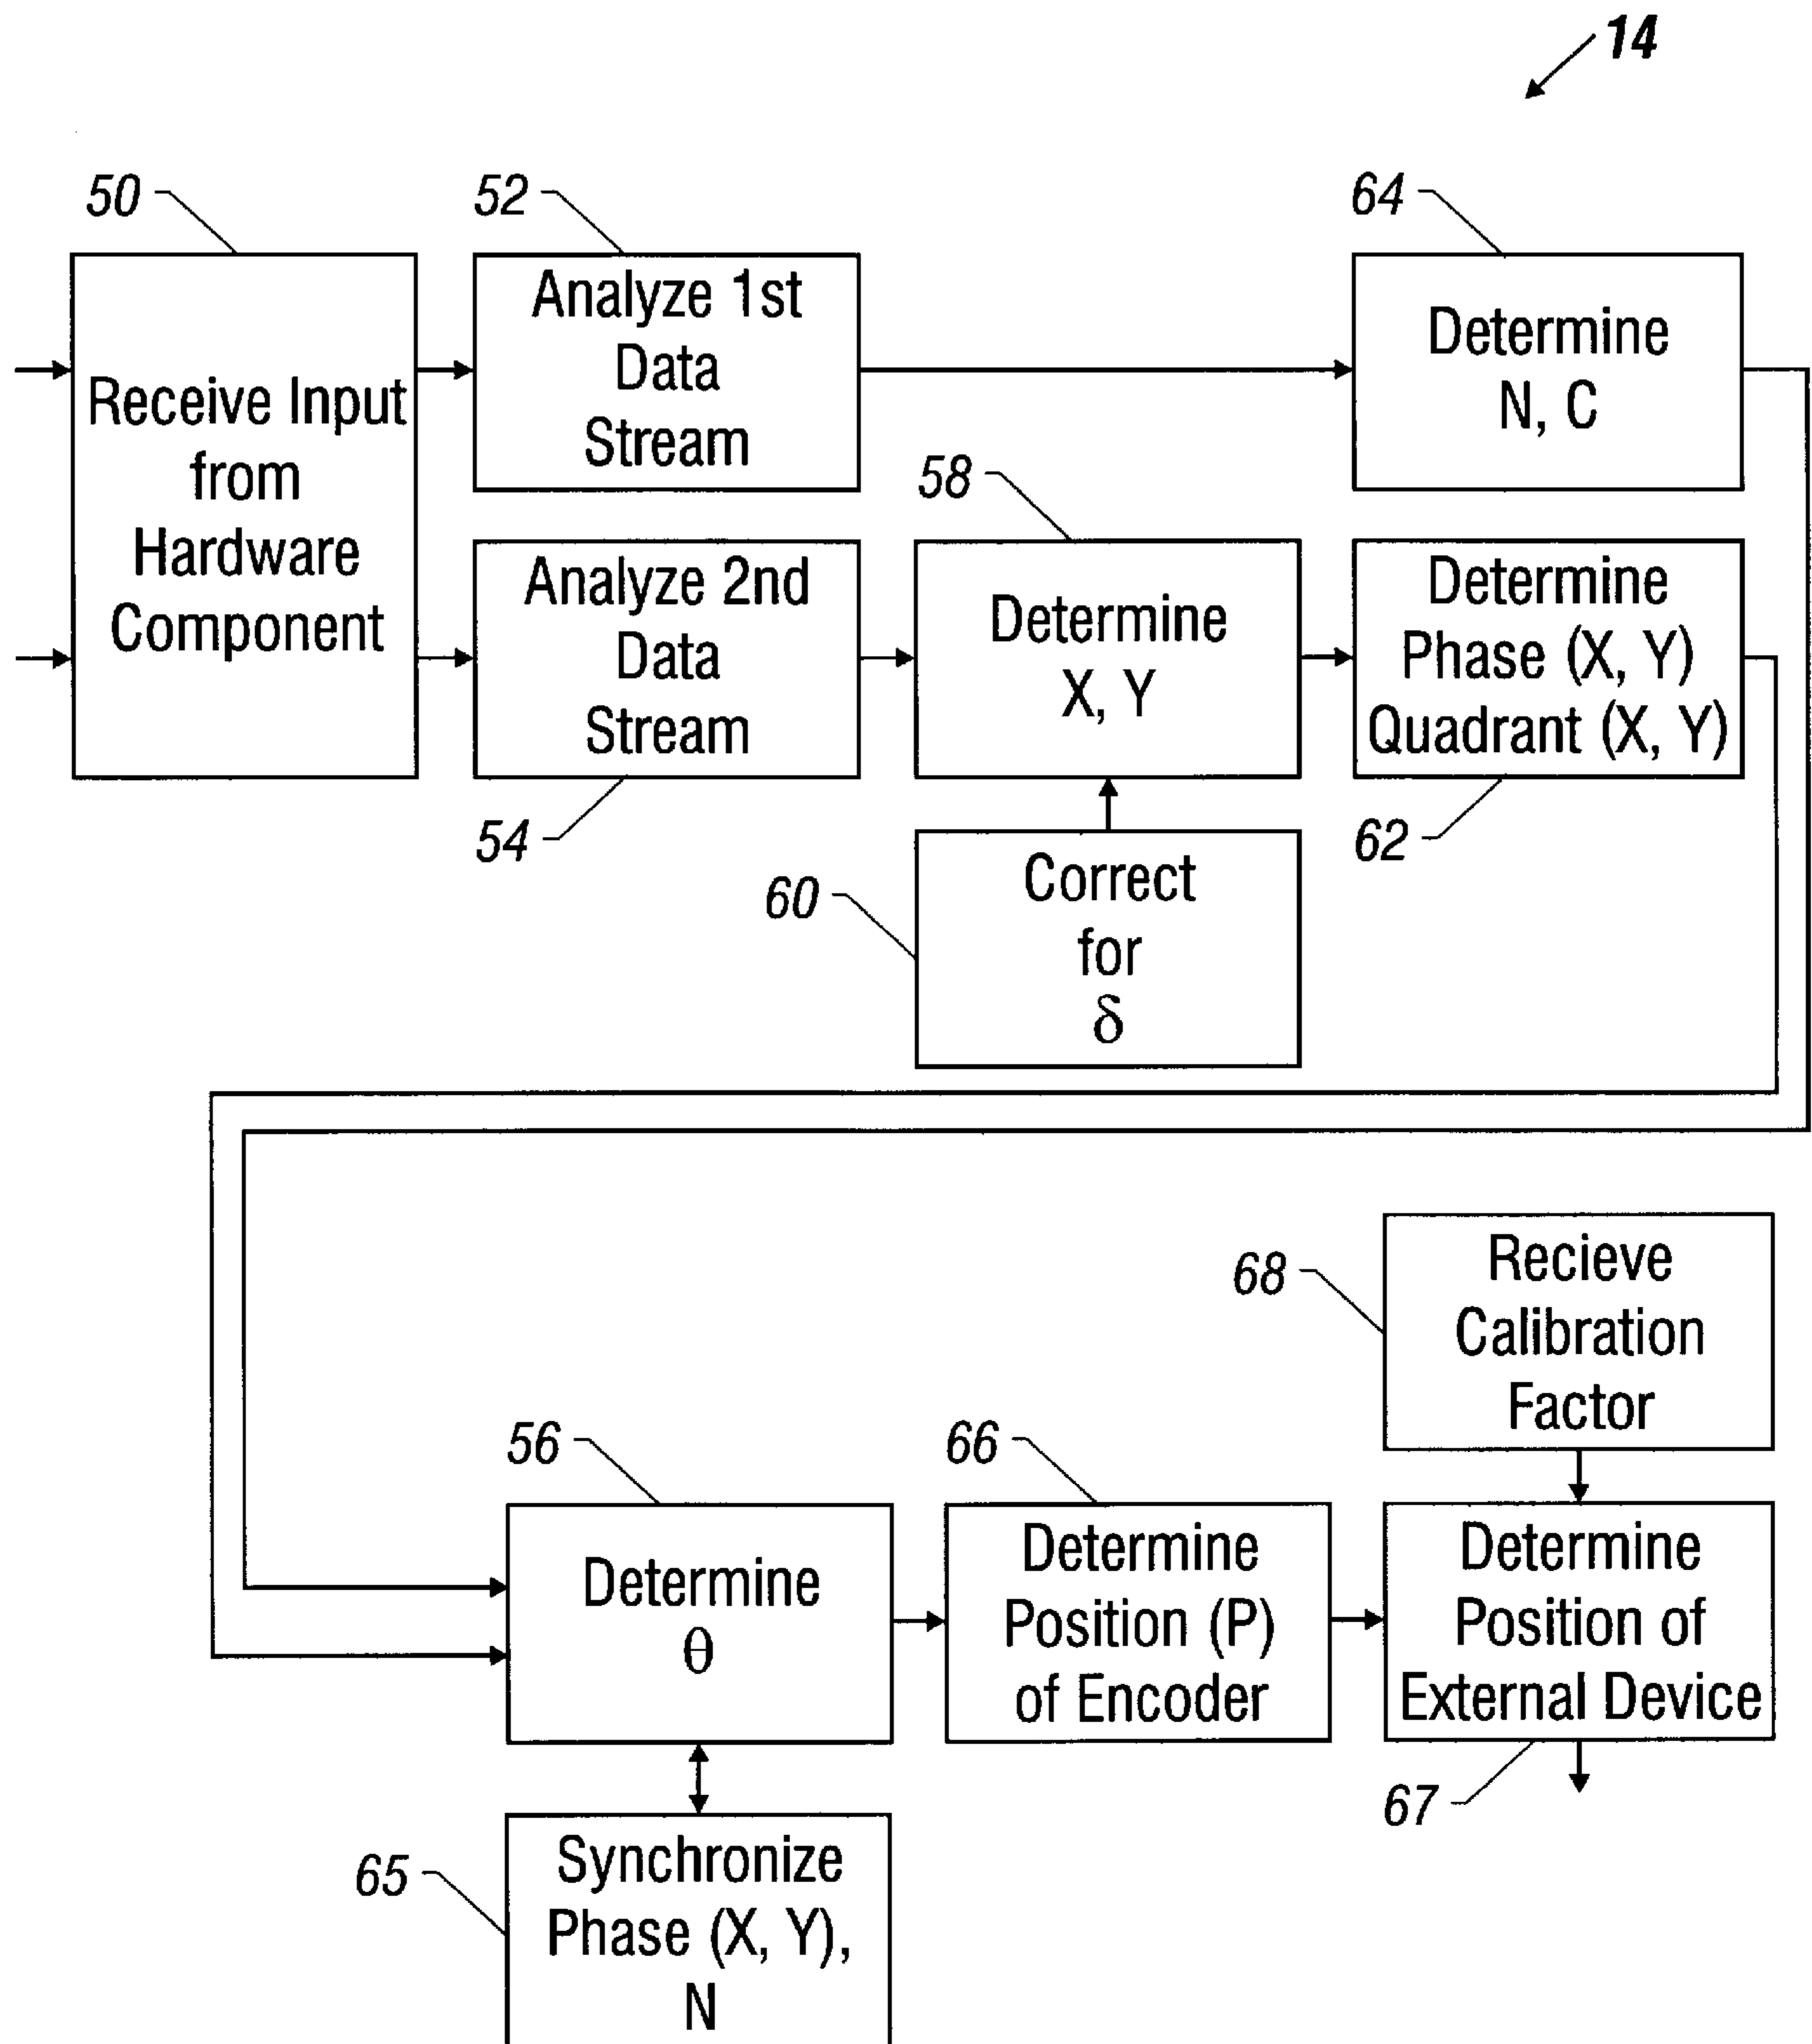 14
50
52
64
Receive Input
from
Hardware
Component
Analyze 1st
Data
Stream
Determine
N, C
58
Analyze 2nd
Data
Stream
Determine
X, Y
Determine
Phase (X, Y)
Quadrant (X, Y)
54
62
60
Correct
for
δ
68
Recieve
Calibration
Factor
56
66
Determine
θ
Determine
Position (P)
of Encoder
Determine
Position of
External Device
67
65
Synchronize
Phase (X, Y),
N